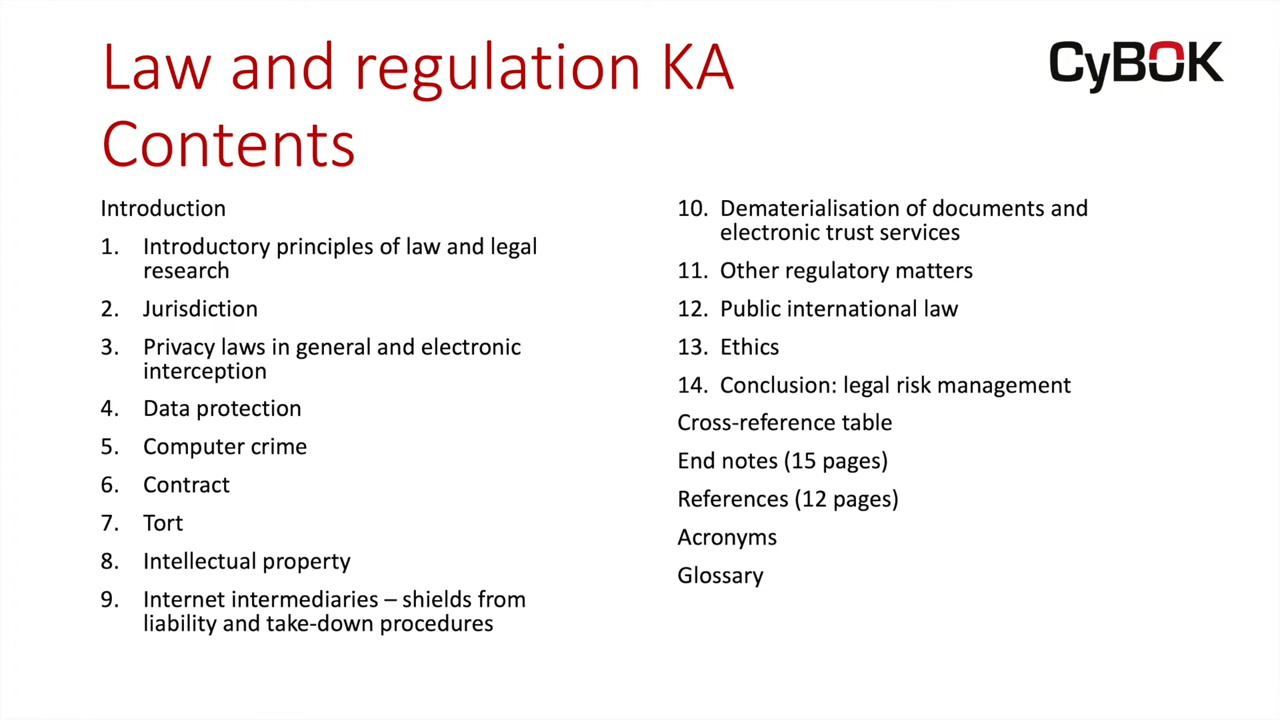 Law and regulation KA
Contents
CyBOK
Introduction
1. Introductory principles of law and legal
research
2. Jurisdiction
3. Privacy laws in general and electronic
interception
4. Data protection
5. Computer crime
6. Contract
7. Tort
8. Intellectual property
9. Internet intermediaries – shields from
liability and take-down procedures
10. Dematerialisation of documents and
electronic trust services
11. Other regulatory matters
12. Public international law
13. Ethics
14. Conclusion: legal risk management
Cross-reference table
End notes (15 pages)
References (12 pages)
Acronyms
Glossary